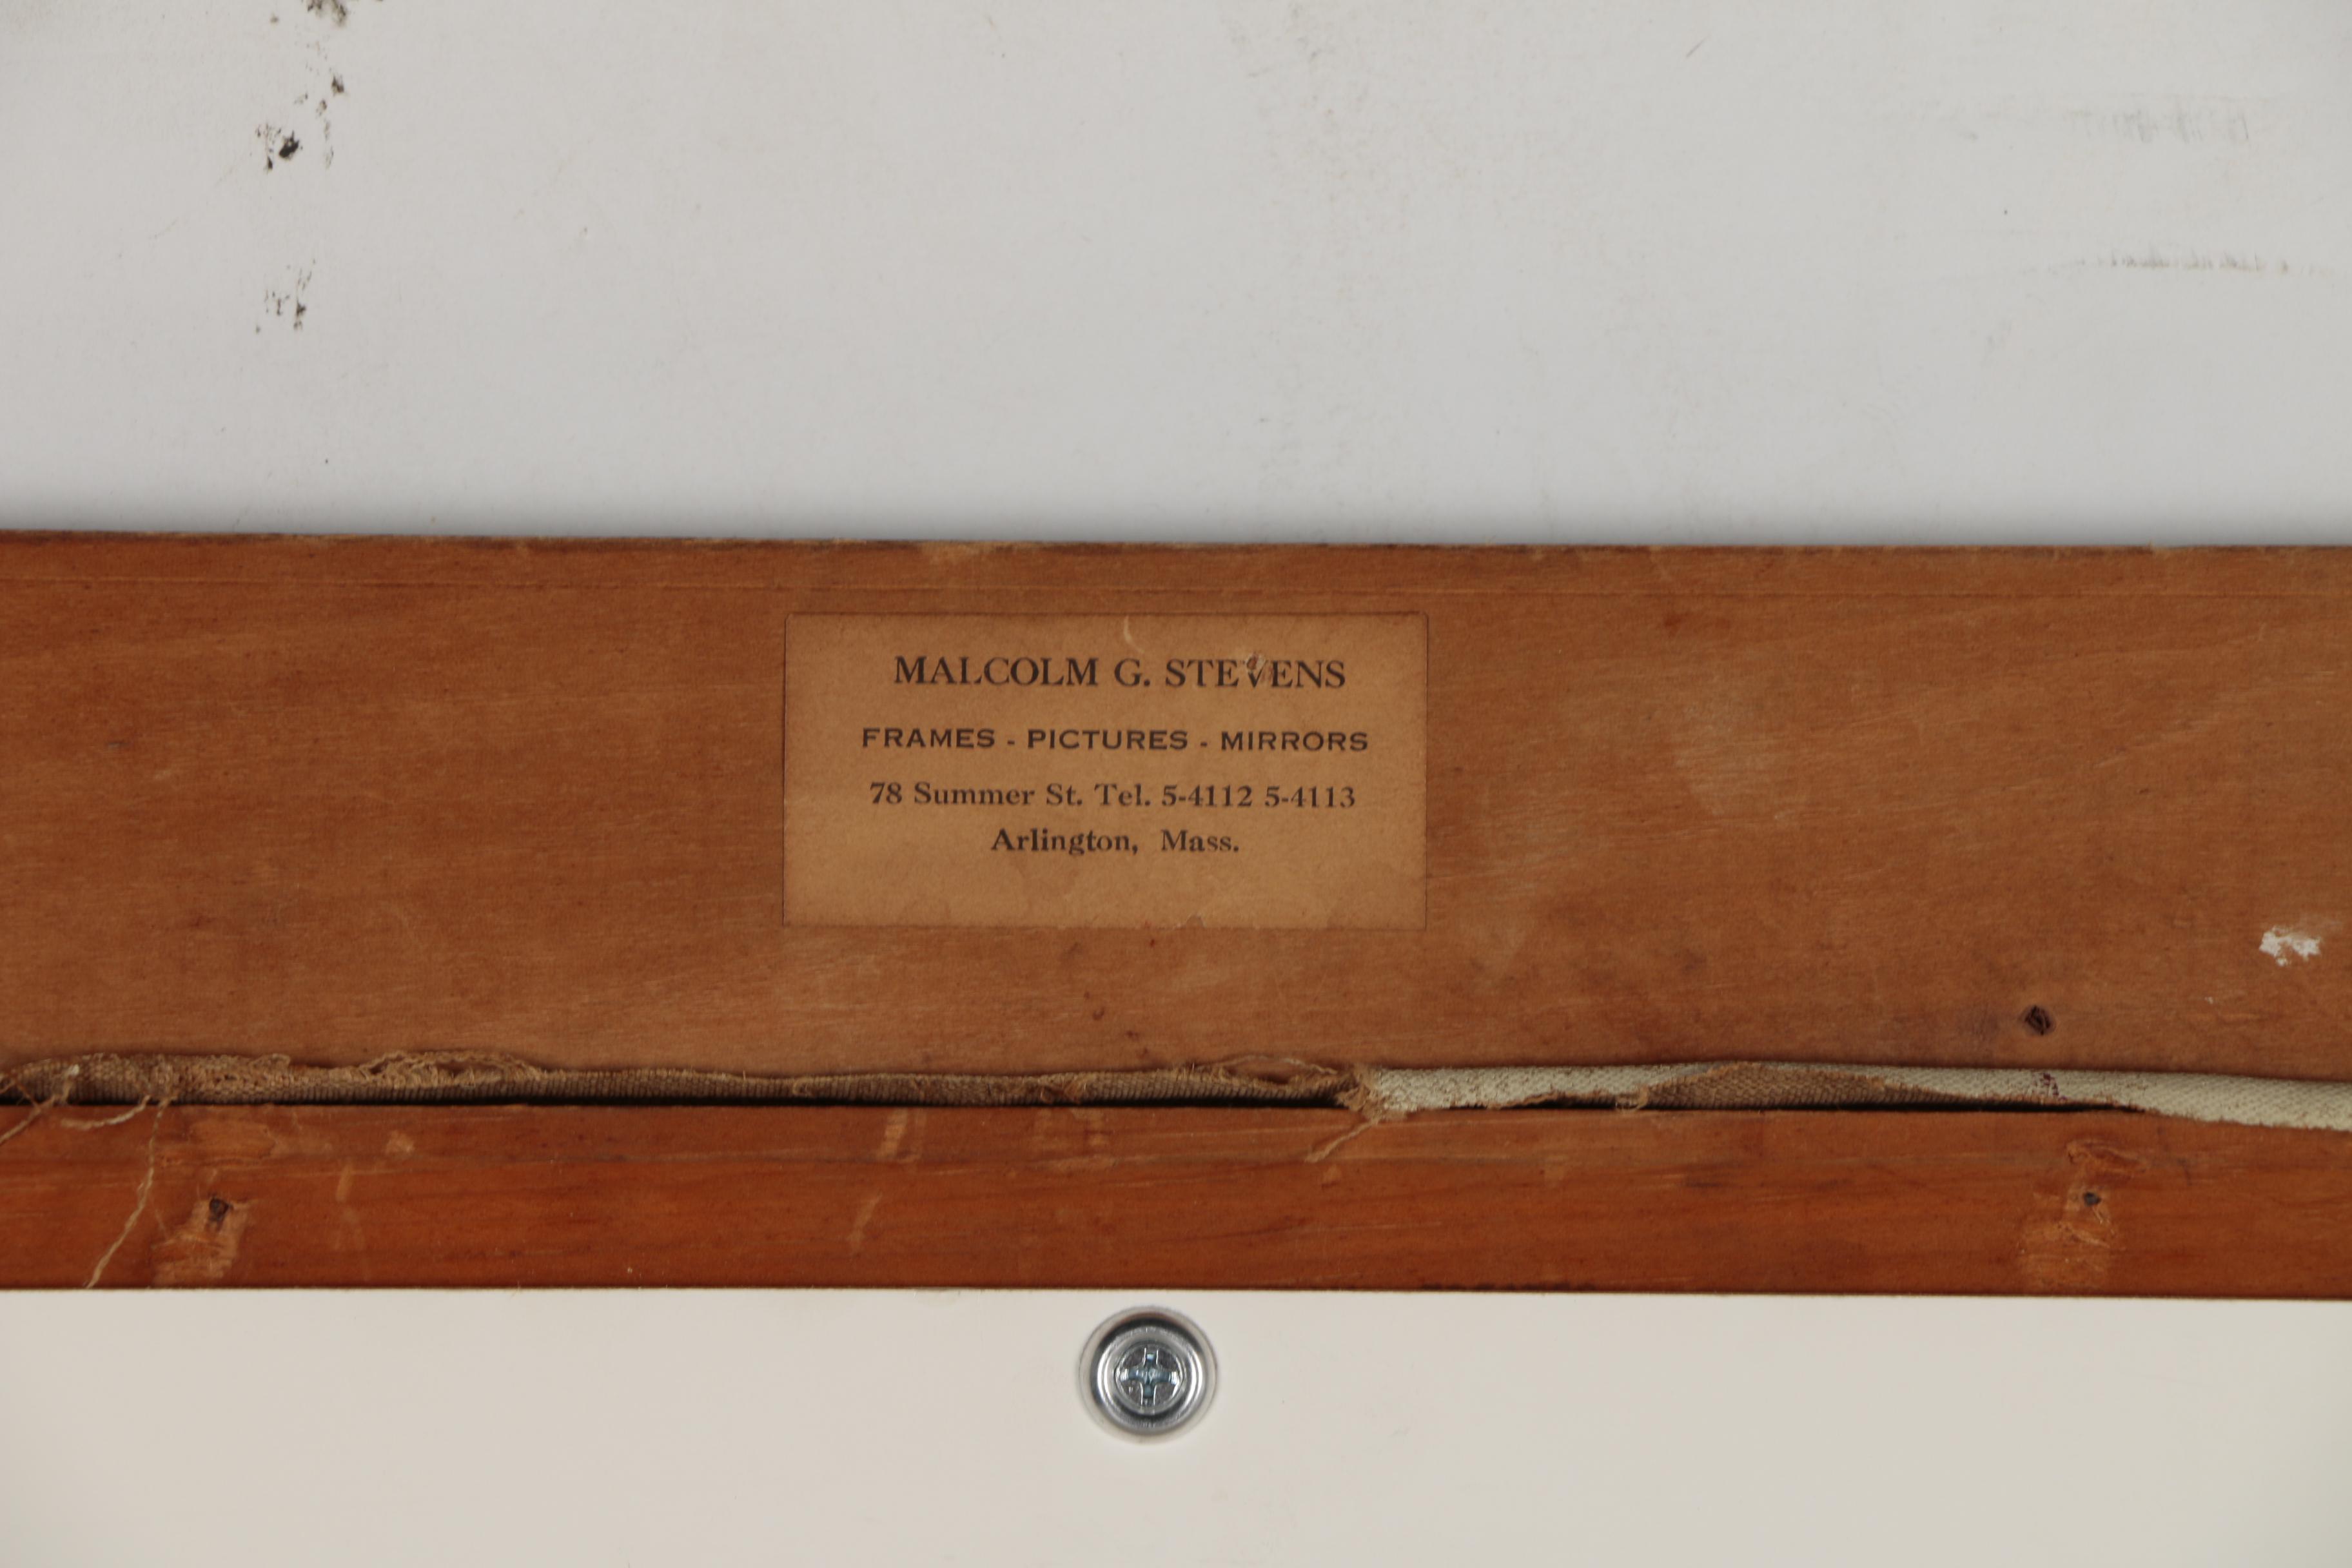 MALCOLM G. STEVENS
FRAMES - PICTURES - MIRRORS
78 Summer St. Tel. 5-4112 5-4113
Arlington, Mass.